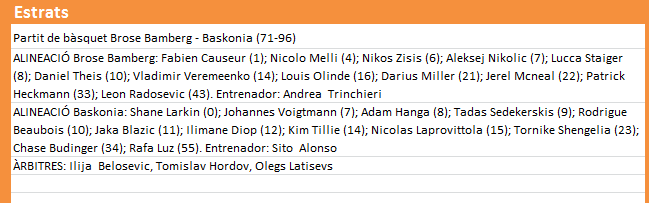 Estrats
Partit de bàsquet Brose Bamberg - Baskonia (71-96)
ALINEACIÓ Brose Bamberg: Fabien Causeur (1); Nicolo Melli (4); Nikos Zisis (6); Aleksej Nikolic (7); Lucca Staiger
(8); Daniel Theis (10); Vladimir Veremeenko (14); Louis Olinde (16); Darius Miller (21); Jerel Mcneal (22); Patrick
Heckmann (33); Leon Radosevic (43). Entrenador: Andrea  Trinchieri
ALINEACIÓ Baskonia: Shane Larkin (0); Johannes Voigtmann (7); Adam Hanga (8); Tadas Sedekerskis (9); Rodrigue
Beaubois (10); Jaka Blazic (11); Ilimane Diop (12); Kim Tillie (14); Nicolas Laprovittola (15); Tornike Shengelia (23);
Chase Budinger (34); Rafa Luz (55). Entrenador: Sito  Alonso
ÀRBITRES: Ilija  Belosevic, Tomislav Hordov, Olegs Latisevs